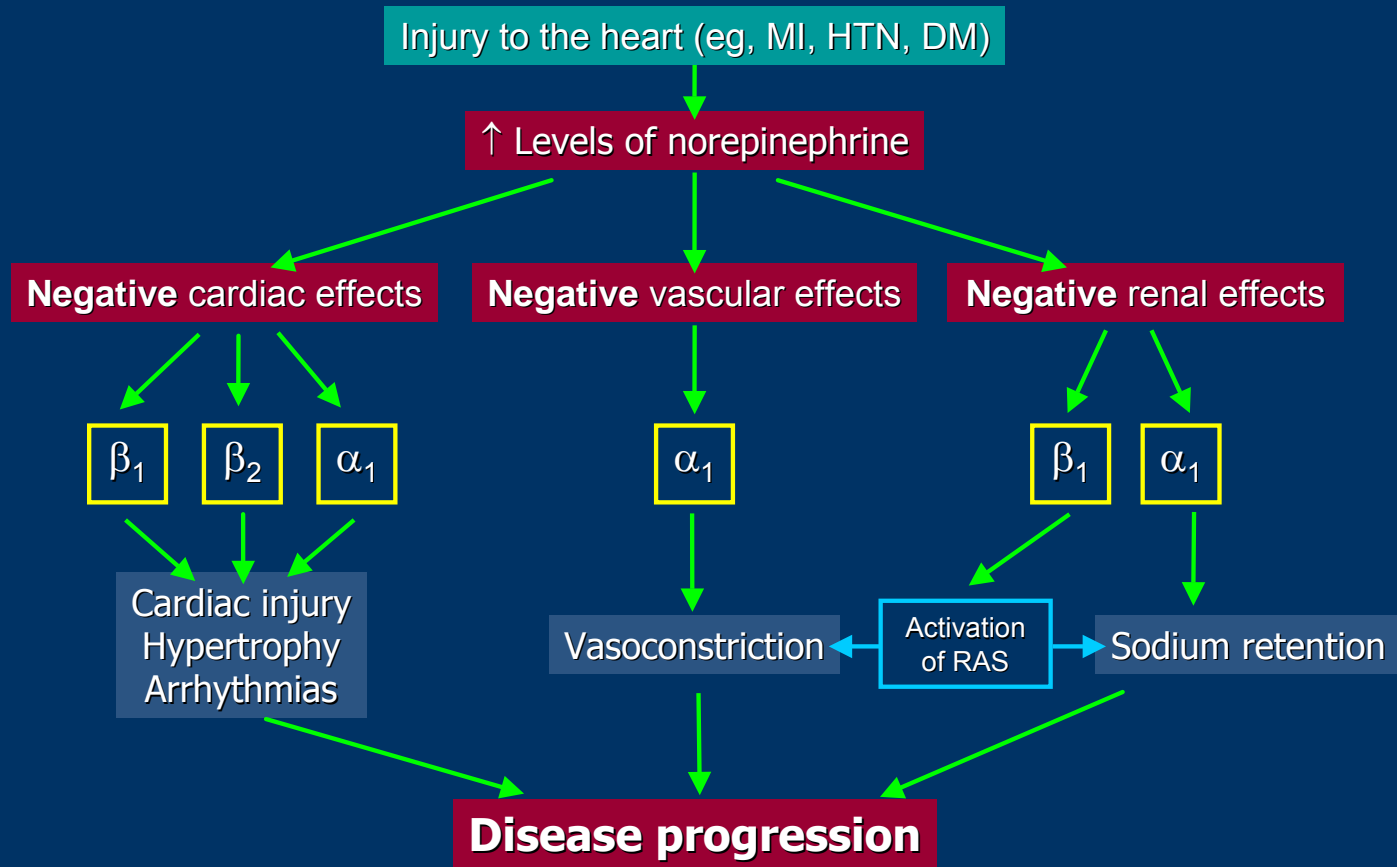 Injury to the heart (eg, MI, HTN, DM)
↑ Levels of norepinephrine
Negative cardiac effects
Negative vascular effects
Negative renal effects
β₁
β₂
α₁
α₁
β₁
α₁
Cardiac injury
Hypertrophy
Arrhythmias
Vasoconstriction
Activation
of RAS
Sodium retention
Disease progression